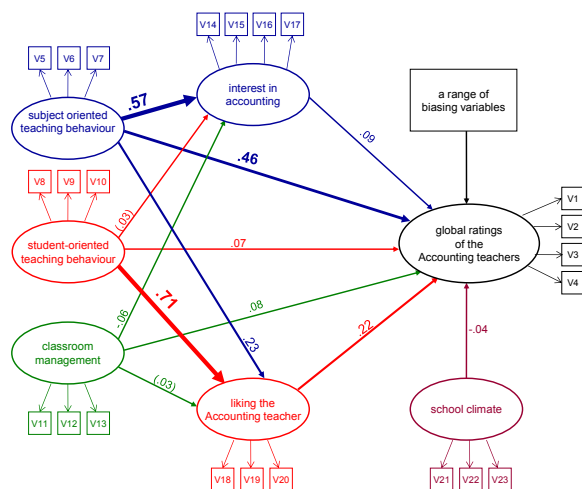 V14
V15
V16
V17
V5
V6
V7
interest in
accounting
a range of
biasing variables
subject oriented
teaching behaviour
.57
.46
.09
V8
V9
V10
V1
V2
V3
V4
student-oriented
teaching behaviour
(.03)
.07
global ratings
of the
Accounting teachers
.71
-.06
.08
.23
.22
-.04
classroom
management
(.03)
liking the
Accounting teacher
school climate
V11
V12
V13
V18
V19
V20
V21
V22
V23